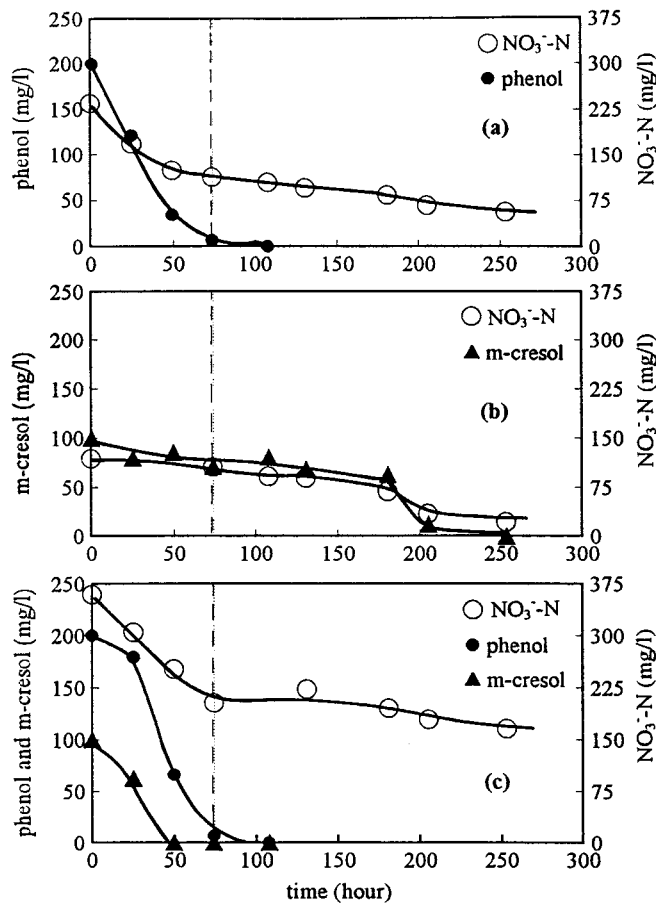 250 375
NO₃⁻-N
200 phenol 300
150 225
(a)
100 150
50 75
0 0
0 50 100 150 200 250 300
phenol (mg/l)
NO₃⁻-N (mg/l)
250 375
NO₃⁻-N
200 m-cresol 300
150 225
(b)
100 150
50 75
0 0
0 50 100 150 200 250 300
m-cresol (mg/l)
NO₃⁻-N (mg/l)
250 375
NO₃⁻-N
200 phenol 300
m-cresol
150 225
100 150
50 (c) 75
0 0
0 50 100 150 200 250 300
phenol and m-cresol (mg/l)
NO₃⁻-N (mg/l)
time (hour)